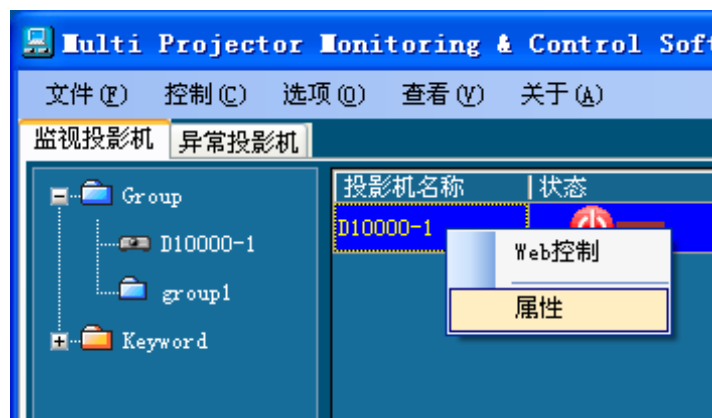 Multi Projector Monitoring & Control Soft
文件(F) 控制(C) 选项(O) 查看(V) 关于(A)
监视投影机 异常投影机
投影机名称 状态
Group
D10000-1
D10000-1
group1
Keyword
Web控制
属性